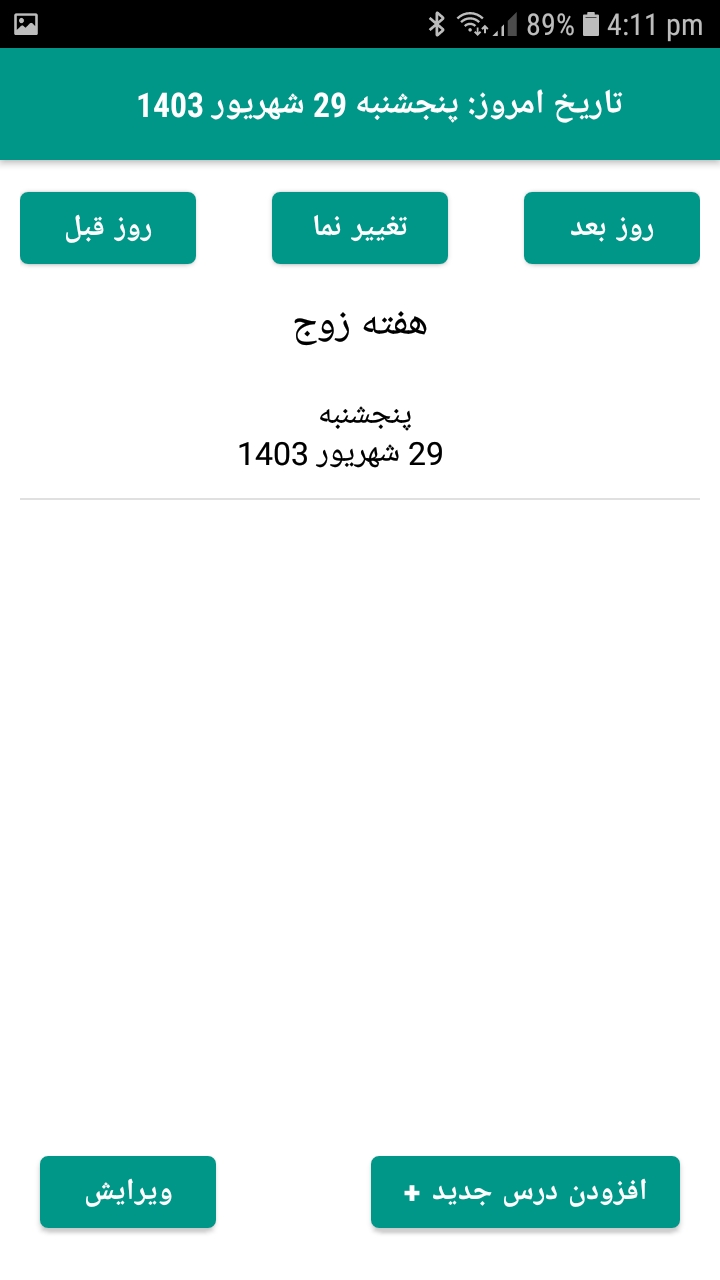 89% 4:11 pm
تاریخ امروز: پنجشنبه 29 شهریور 1403
روز بعد
تغییر نما
روز قبل
هفته زوج
پنجشنبه
29 شهریور 1403
افزودن درس جدید +
ویرایش